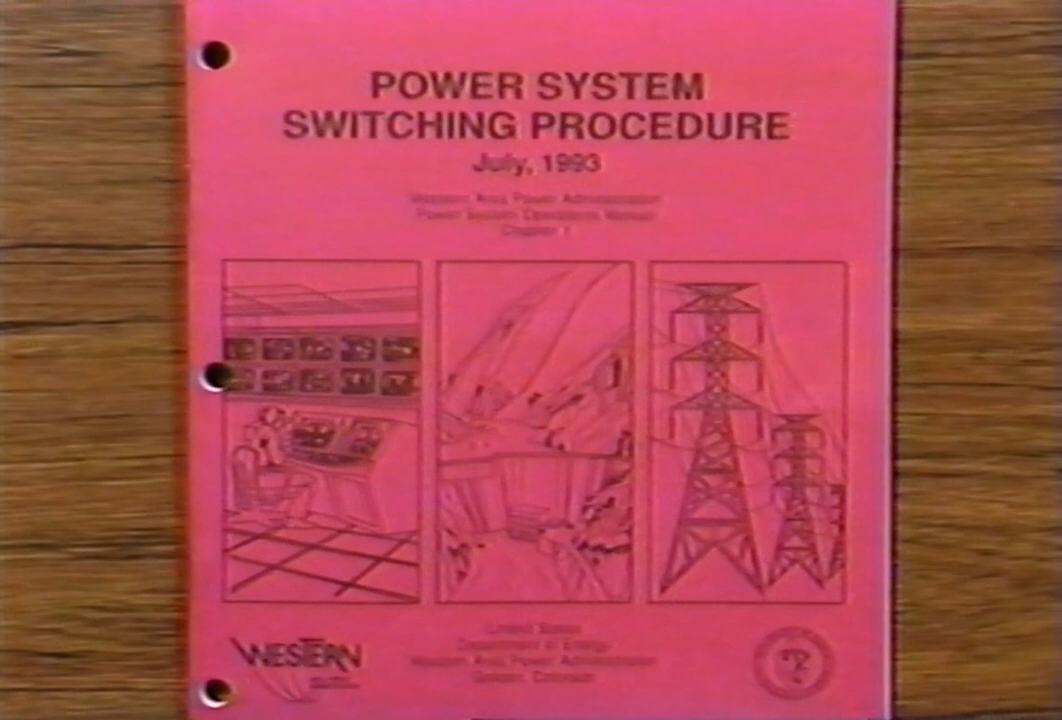 POWER SYSTEM
SWITCHING PROCEDURE
July, 1993
Western Area Power Administration
Power System Operations Manual
Chapter 1
United States
Department of Energy
Western Area Power Administration
Golden, Colorado
WESTERN